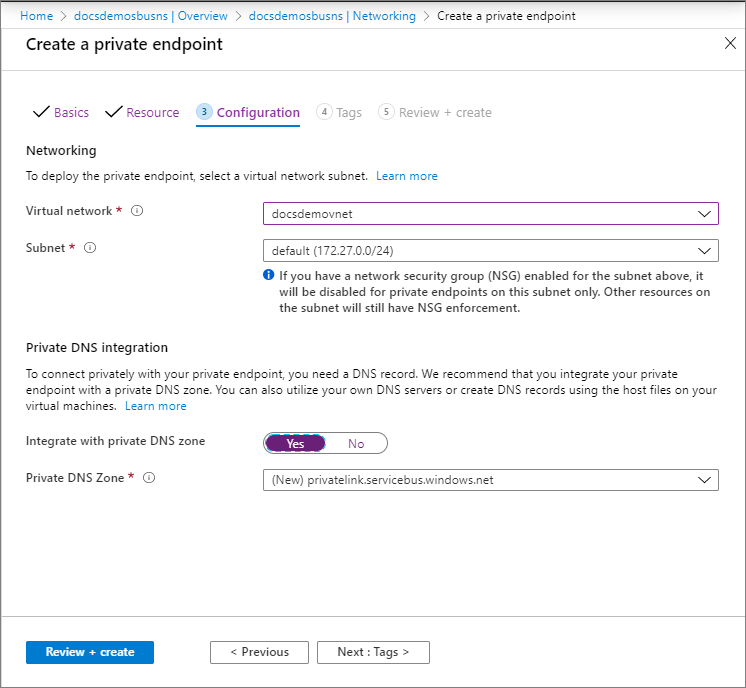 Home > docsdemosbusns | Overview > docsdemosbusns | Networking > Create a private endpoint
Create a private endpoint
Basics Resource 3 Configuration 4 Tags 5 Review + create
Networking
To deploy the private endpoint, select a virtual network subnet. Learn more
Virtual network * docsdemovnet
Subnet * default (172.27.0.0/24)
If you have a network security group (NSG) enabled for the subnet above, it
will be disabled for private endpoints on this subnet only. Other resources on
the subnet will still have NSG enforcement.
Private DNS integration
To connect privately with your private endpoint, you need a DNS record. We recommend that you integrate your private
endpoint with a private DNS zone. You can also utilize your own DNS servers or create DNS records using the host files on your
virtual machines. Learn more
Integrate with private DNS zone Yes No
Private DNS Zone * (New) privatelink.servicebus.windows.net
Review + create < Previous Next : Tags >